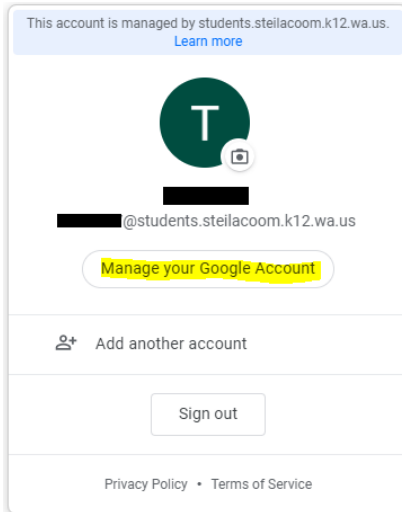 This account is managed by students.steilacoom.k12.wa.us.
Learn more
T
@students.steilacoom.k12.wa.us
Manage your Google Account
Add another account
Sign out
Privacy Policy • Terms of Service